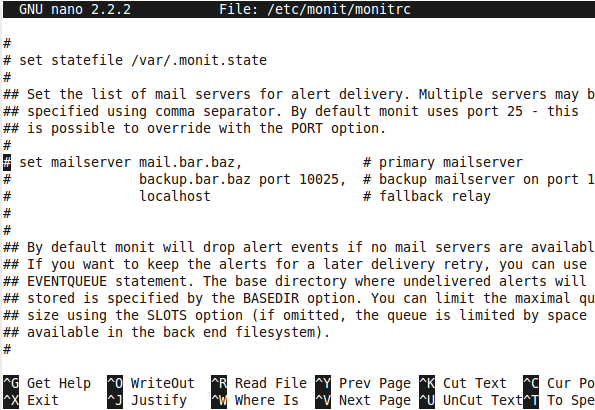 GNU nano 2.2.2 File: /etc/monit/monitrc
#
# set statefile /var/.monit.state
#
## Set the list of mail servers for alert delivery. Multiple servers may b
## specified using comma separator. By default monit uses port 25 - this
## is possible to override with the PORT option.
#
# set mailserver mail.bar.baz, # primary mailserver
# backup.bar.baz port 10025, # backup mailserver on port 1
# localhost # fallback relay
#
#
## By default monit will drop alert events if no mail servers are availabl
## If you want to keep the alerts for a later delivery retry, you can use
## EVENTQUEUE statement. The base directory where undelivered alerts will
## stored is specified by the BASEDIR option. You can limit the maximal qu
## size using the SLOTS option (if omitted, the queue is limited by space
## available in the back end filesystem).
#
^G Get Help ^O WriteOut ^R Read File ^Y Prev Page ^K Cut Text ^C Cur Po
^X Exit ^J Justify ^W Where Is ^V Next Page ^U UnCut Text ^T To Spe